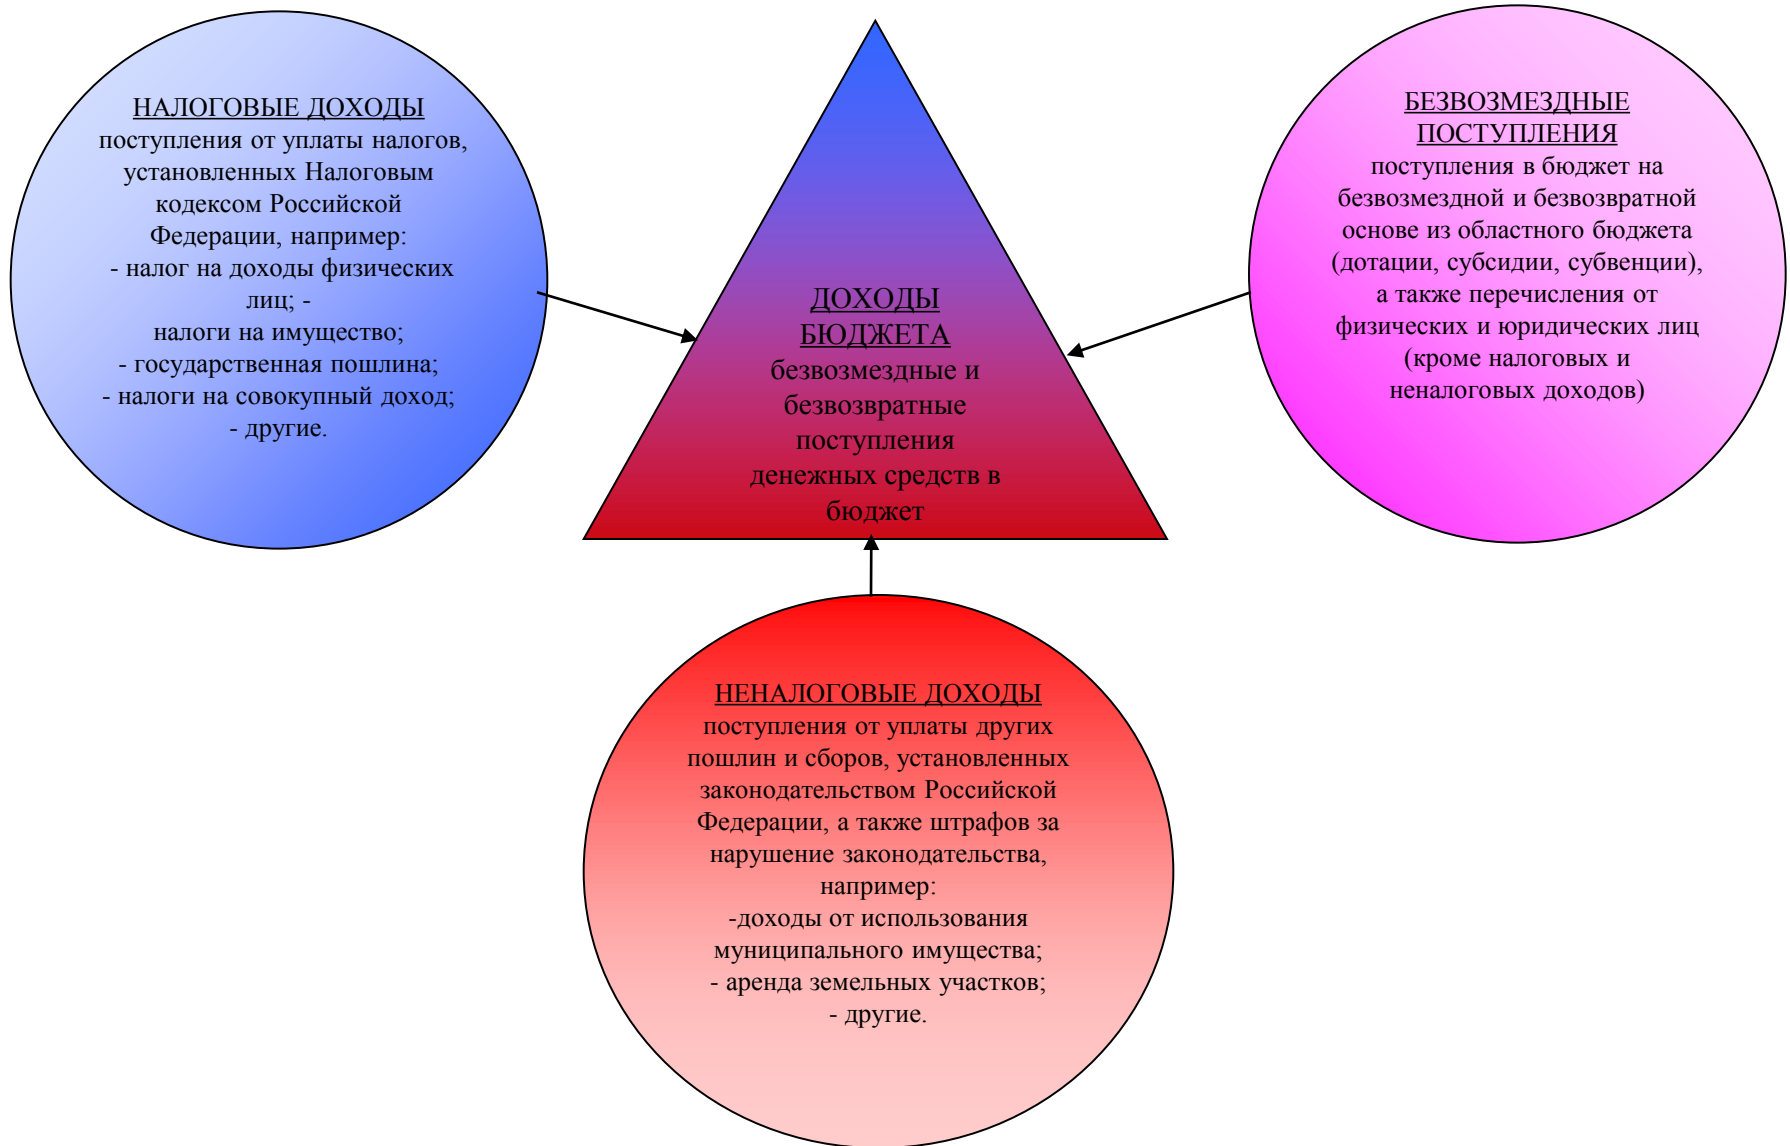 НАЛОГОВЫЕ ДОХОДЫ
поступления от уплаты налогов,
установленных Налоговым
кодексом Российской
Федерации, например:
- налог на доходы физических
лиц; -
налоги на имущество;
- государственная пошлина;
- налоги на совокупный доход;
- другие.
ДОХОДЫ
БЮДЖЕТА
безвозмездные и
безвозвратные
поступления
денежных средств в
бюджет
БЕЗВОЗМЕЗДНЫЕ
ПОСТУПЛЕНИЯ
поступления в бюджет на
безвозмездной и безвозвратной
основе из областного бюджета
(дотации, субсидии, субвенции),
а также перечисления от
физических и юридических лиц
(кроме налоговых и
неналоговых доходов)
НЕНАЛОГОВЫЕ ДОХОДЫ
поступления от уплаты других
пошлин и сборов, установленных
законодательством Российской
Федерации, а также штрафов за
нарушение законодательства,
например:
-доходы от использования
муниципального имущества;
- аренда земельных участков;
- другие.